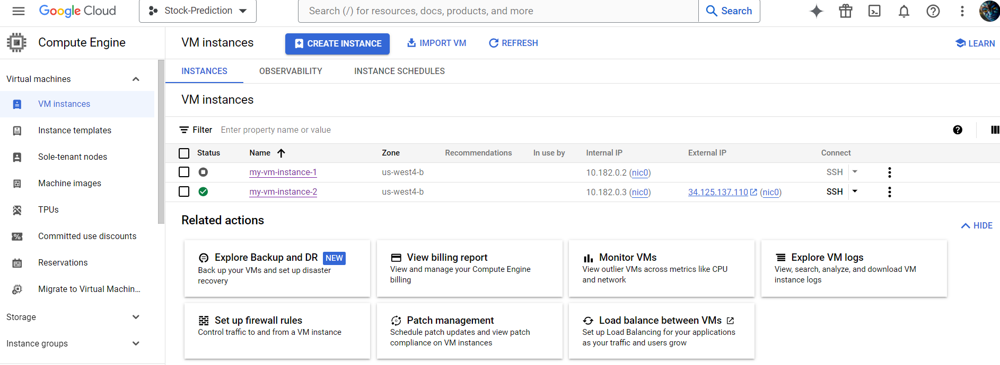 Google Cloud
Stock-Prediction
Search (/) for resources, docs, products, and more
Search
Compute Engine
VM instances
CREATE INSTANCE
IMPORT VM
REFRESH
LEARN
Virtual machines
VM instances
Instance templates
Sole-tenant nodes
Machine images
TPUs
Committed use discounts
Reservations
Migrate to Virtual Machin...
Storage
Instance groups
INSTANCES OBSERVABILITY INSTANCE SCHEDULES
VM instances
Filter Enter property name or value
Status Name Zone Recommendations In use by Internal IP External IP Connect
my-vm-instance-1 us-west4-b 10.182.0.2 (nic0) SSH
my-vm-instance-2 us-west4-b 10.182.0.3 (nic0) 34.125.137.110 (nic0) SSH
Related actions
HIDE
Explore Backup and DR NEW
Back up your VMs and set up disaster
recovery
View billing report
View and manage your Compute Engine
billing
Monitor VMs
View outlier VMs across metrics like CPU
and network
Explore VM logs
View, search, analyze, and download VM
instance logs
Set up firewall rules
Control traffic to and from a VM instance
Patch management
Schedule patch updates and view patch
compliance on VM instances
Load balance between VMs
Set up Load Balancing for your applications
as your traffic and users grow